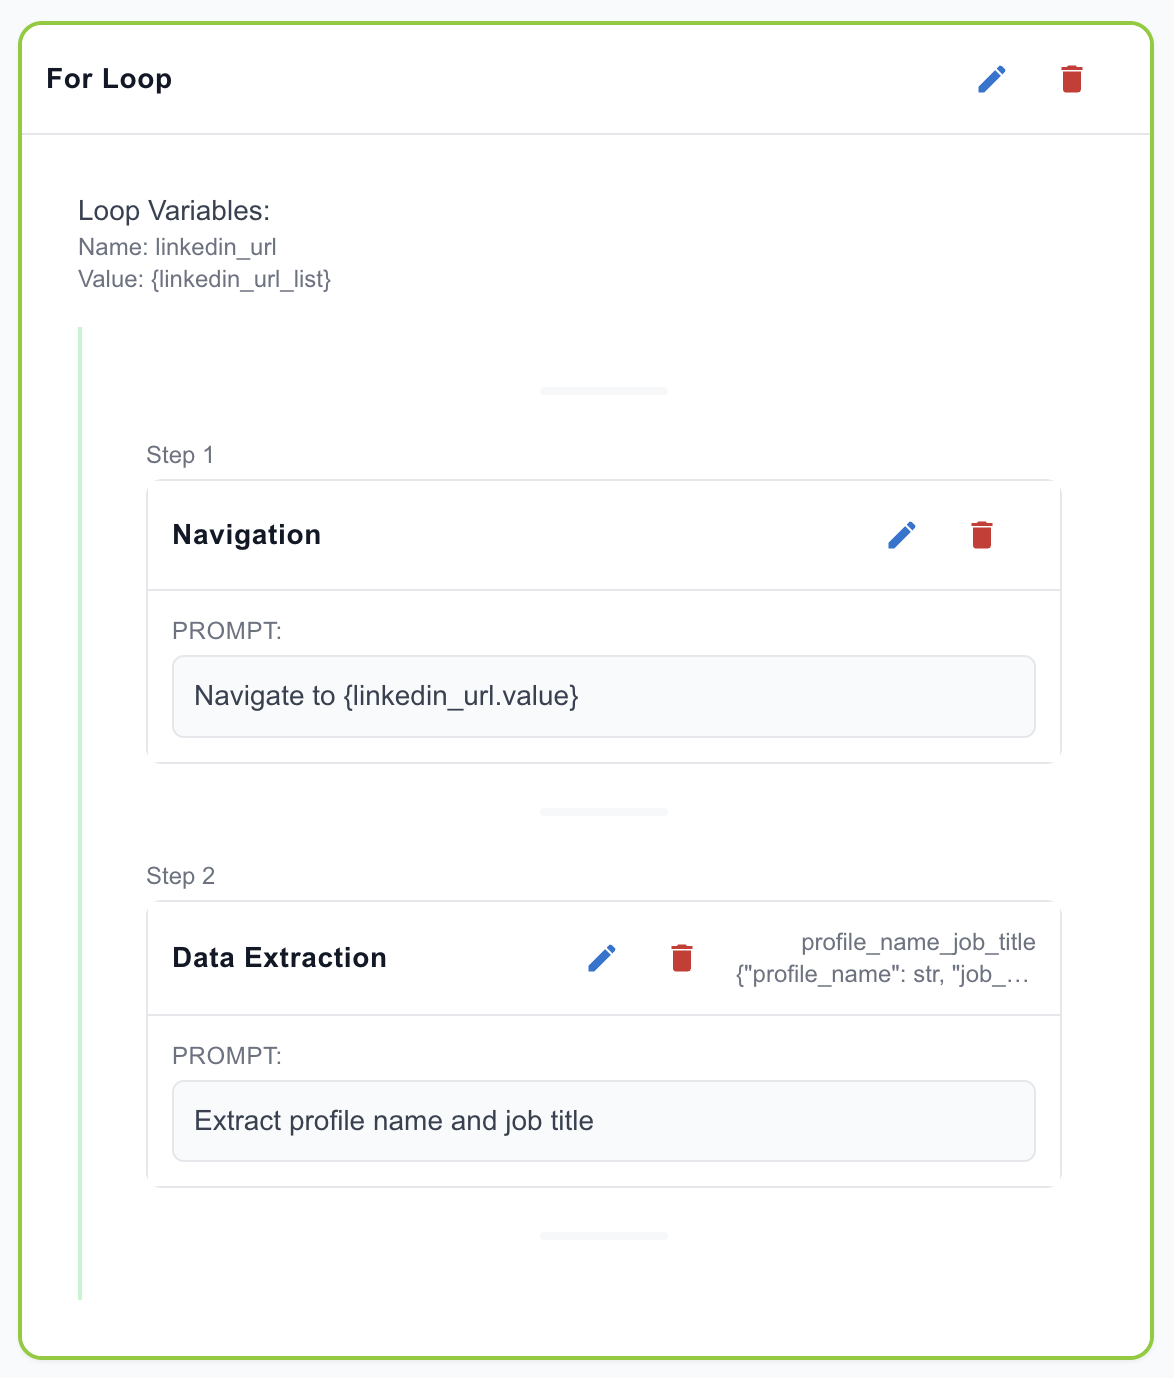 For Loop
Loop Variables:
Name: linkedin_url
Value: {linkedin_url_list}
Step 1
Navigation
PROMPT:
Navigate to {linkedin_url.value}
Step 2
Data Extraction
profile_name_job_title
{"profile_name": str, "job_…
PROMPT:
Extract profile name and job title